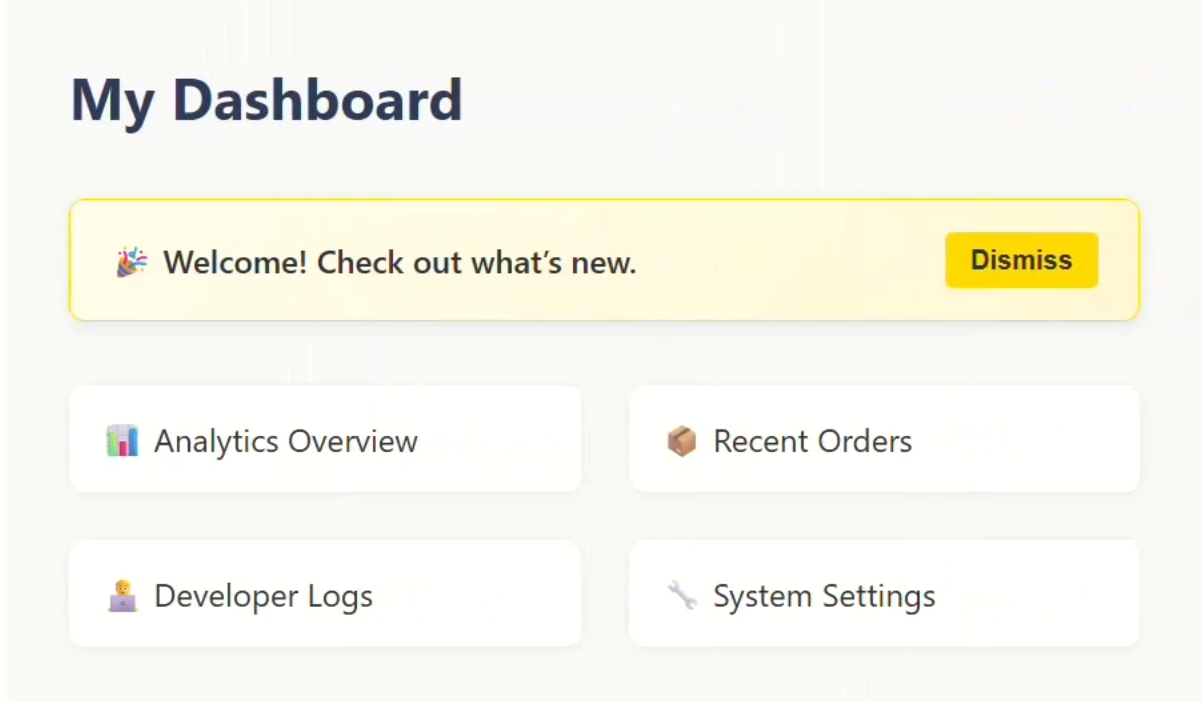 My Dashboard
🎉 Welcome! Check out what’s new.
Dismiss
📊 Analytics Overview
📦 Recent Orders
🧑‍💻 Developer Logs
🔧 System Settings